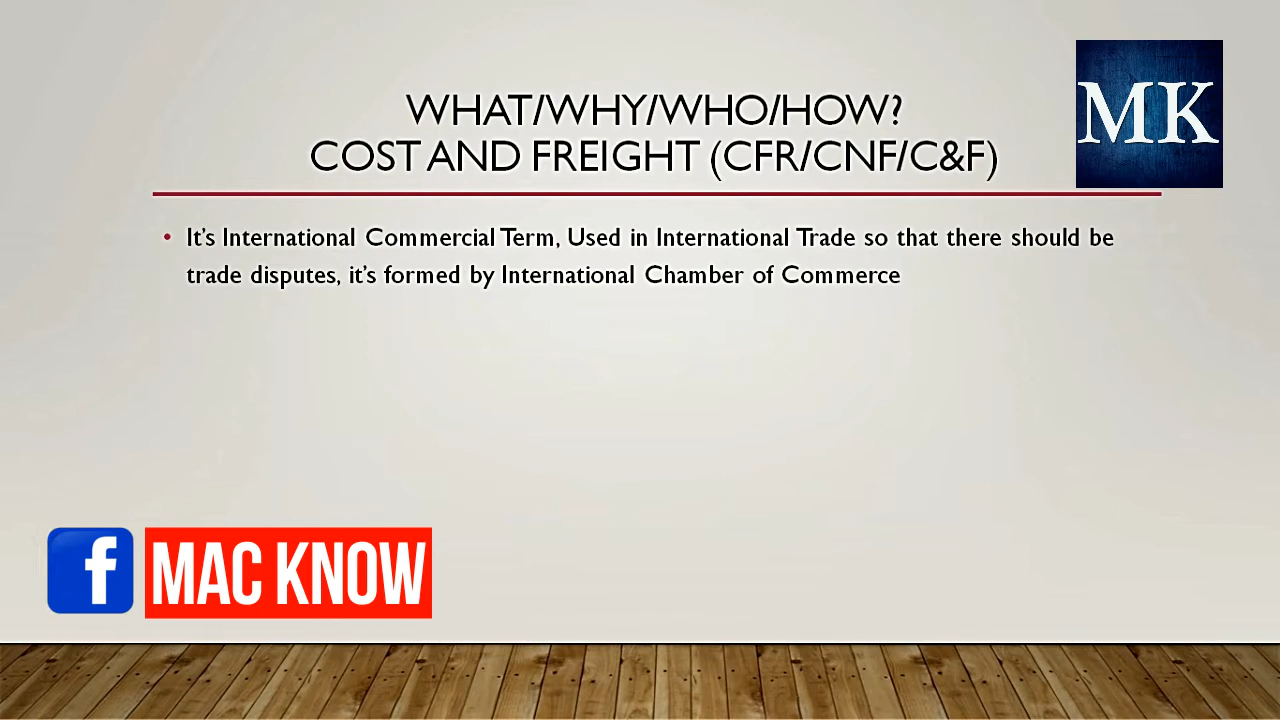 WHAT/WHY/WHO/HOW?
COST AND FREIGHT (CFR/CNF/C&F)
MK
• It's International Commercial Term, Used in International Trade so that there should be
trade disputes, it's formed by International Chamber of Commerce
f
MAC KNOW